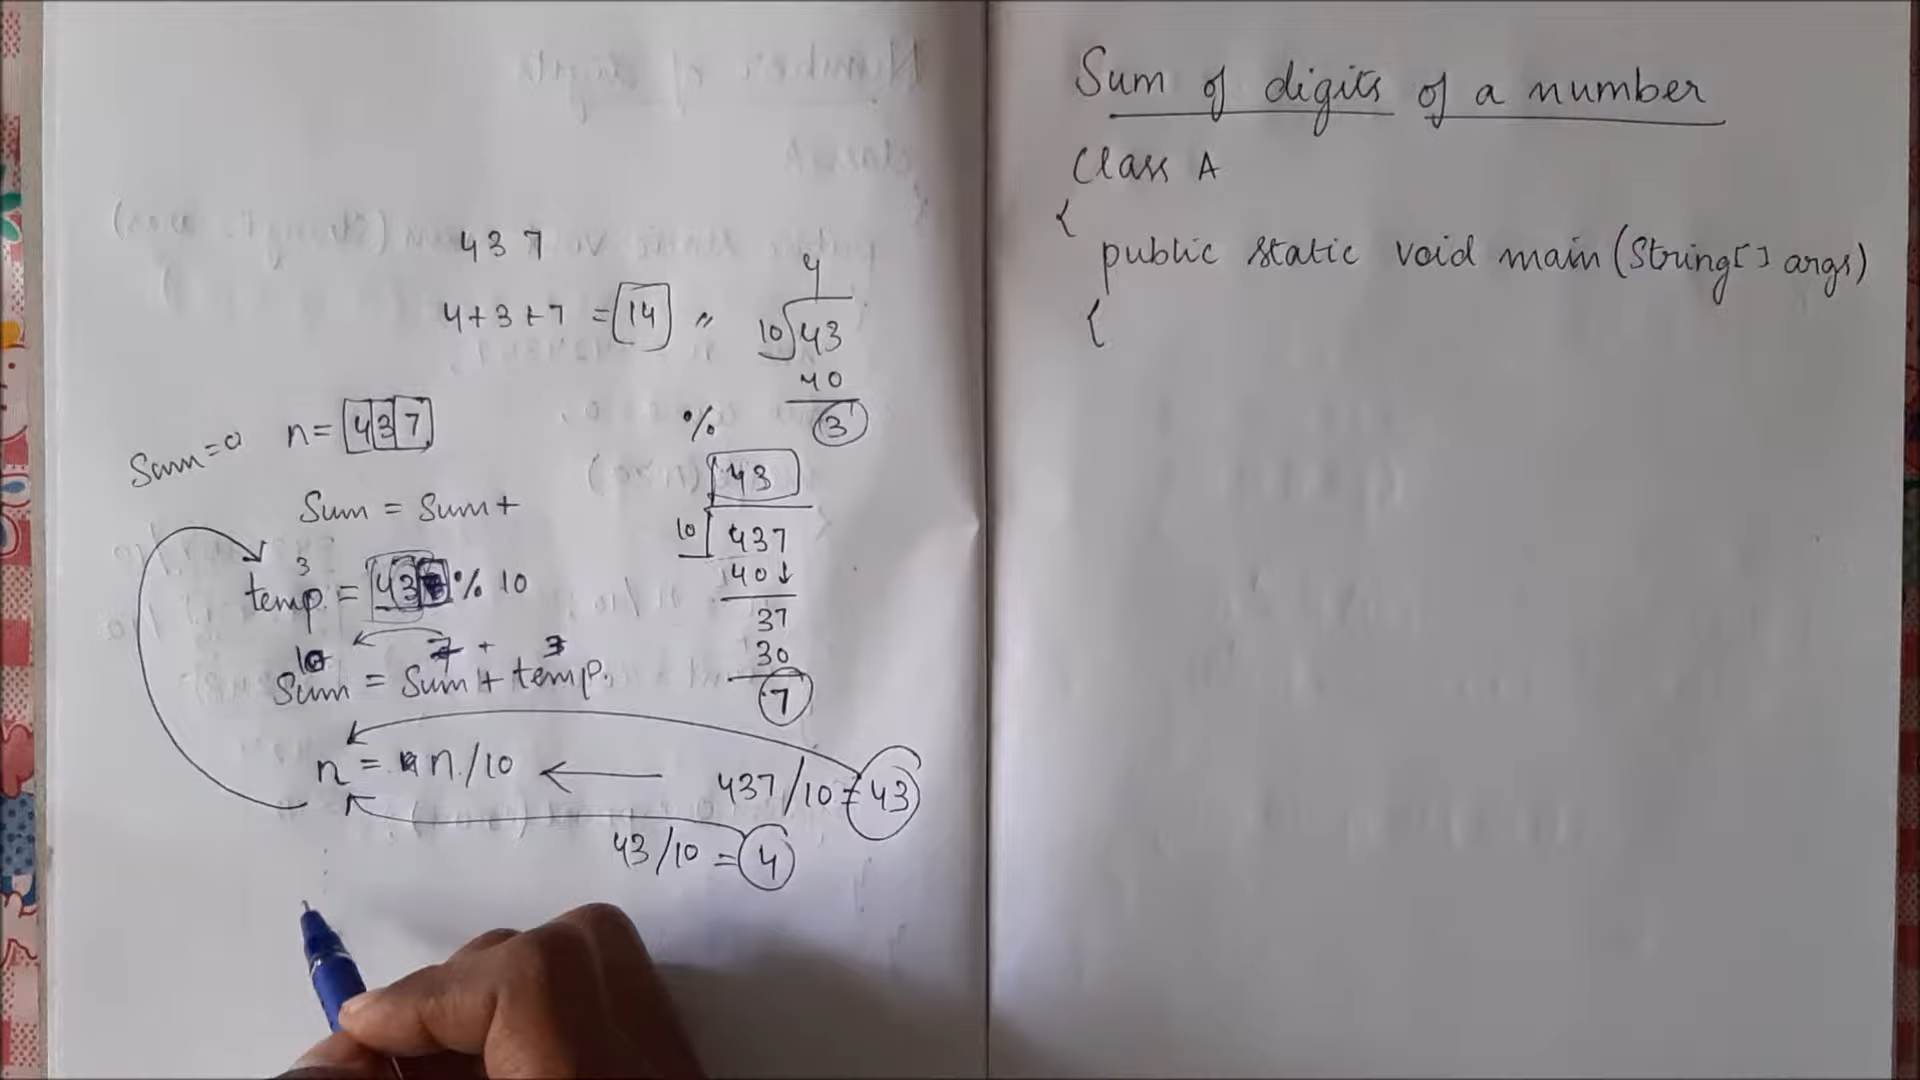 437
4+3+7 = 14 "
4
10 43
40
3
%
Sum=0 n= 437
43
Sum = Sum+
10 437
40↓
37
30
7
3
temp = 43 % 10
10 7 + 3
Sum = Sum + temp.
n = n/10 ← 437/10 = 43
43/10 = 4
Sum of digits of a number
Class A
{
public static void main (String[] args)
{